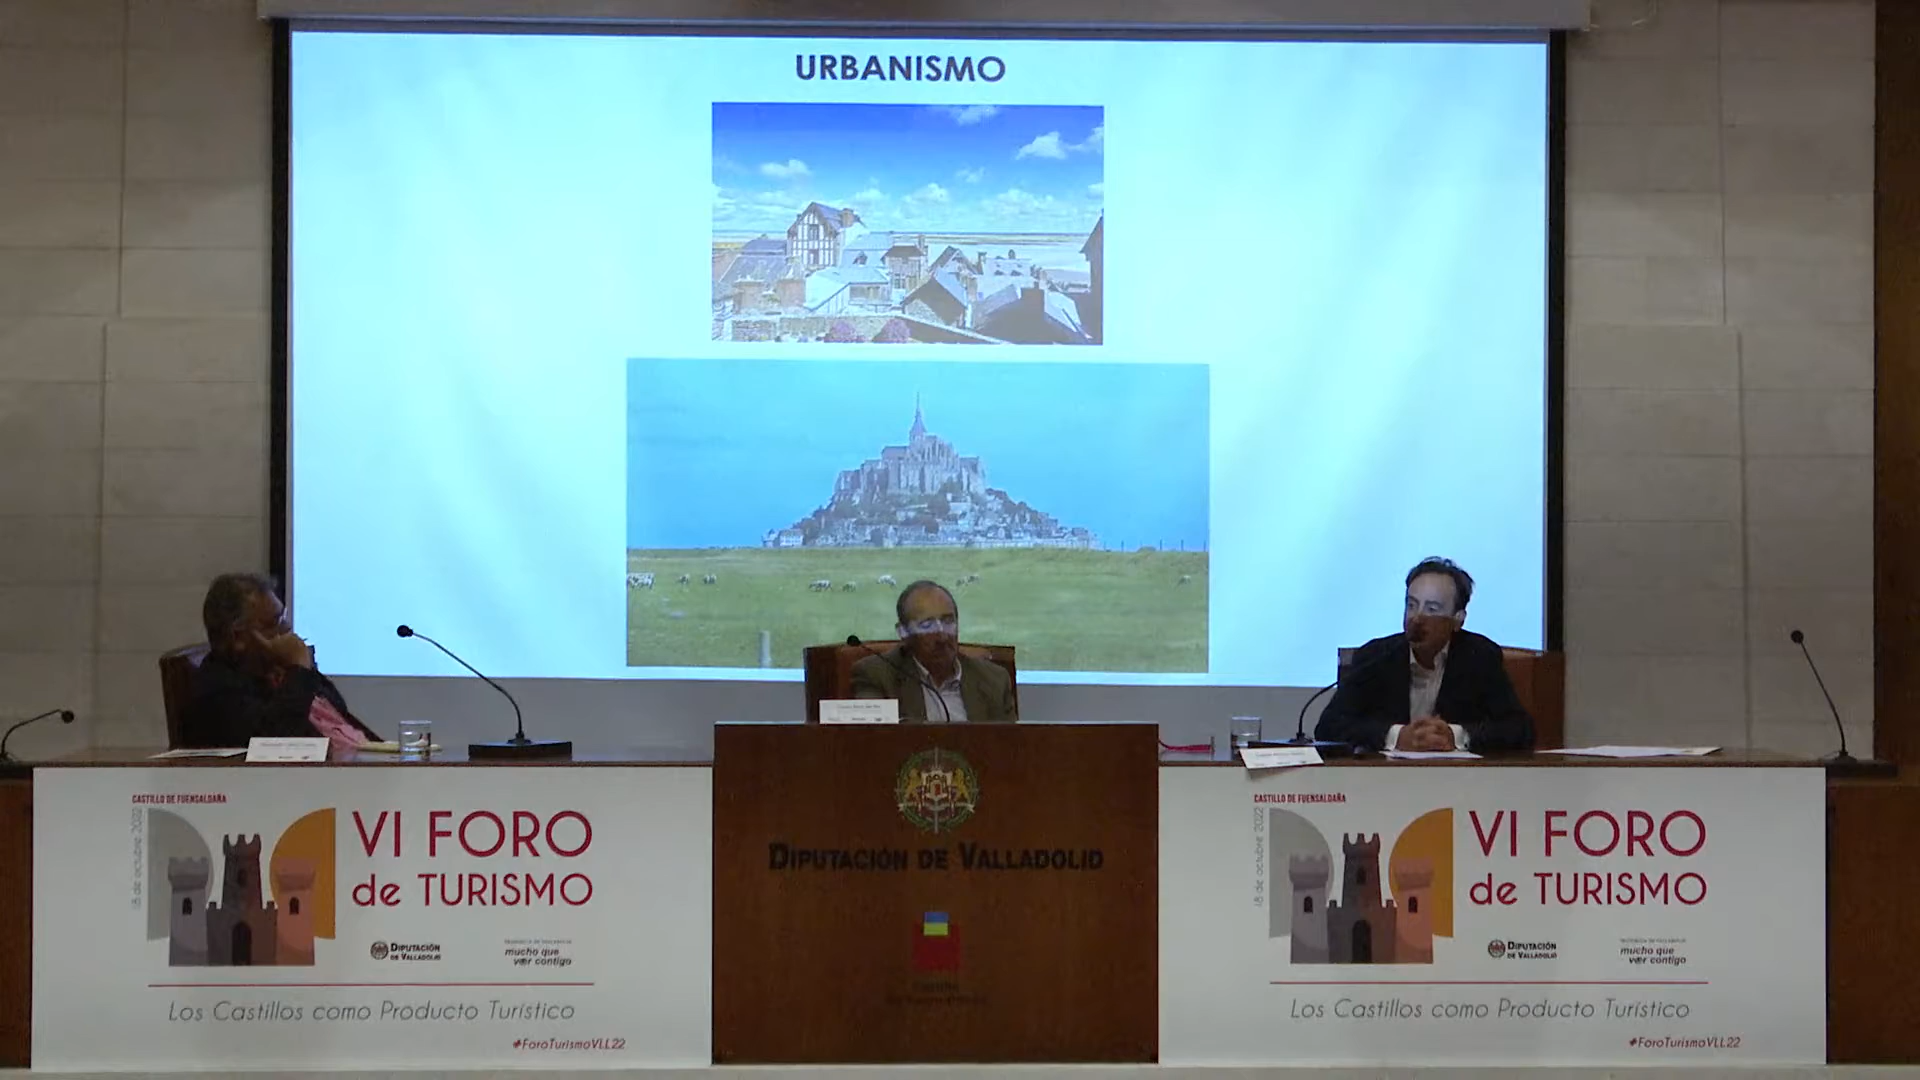 URBANISMO
CASTILLO DE FUENSALDAÑA
18 de octubre 2022
VI FORO
de TURISMO
DIPUTACIÓN
DE VALLADOLID
mucho que
ver contigo
Los Castillos como Producto Turístico
#ForoTurismoVLL22
DIPUTACIÓN DE VALLADOLID
CASTILLO DE FUENSALDAÑA
18 de octubre 2022
VI FORO
de TURISMO
DIPUTACIÓN
DE VALLADOLID
mucho que
ver contigo
Los Castillos como Producto Turístico
#ForoTurismoVLL22